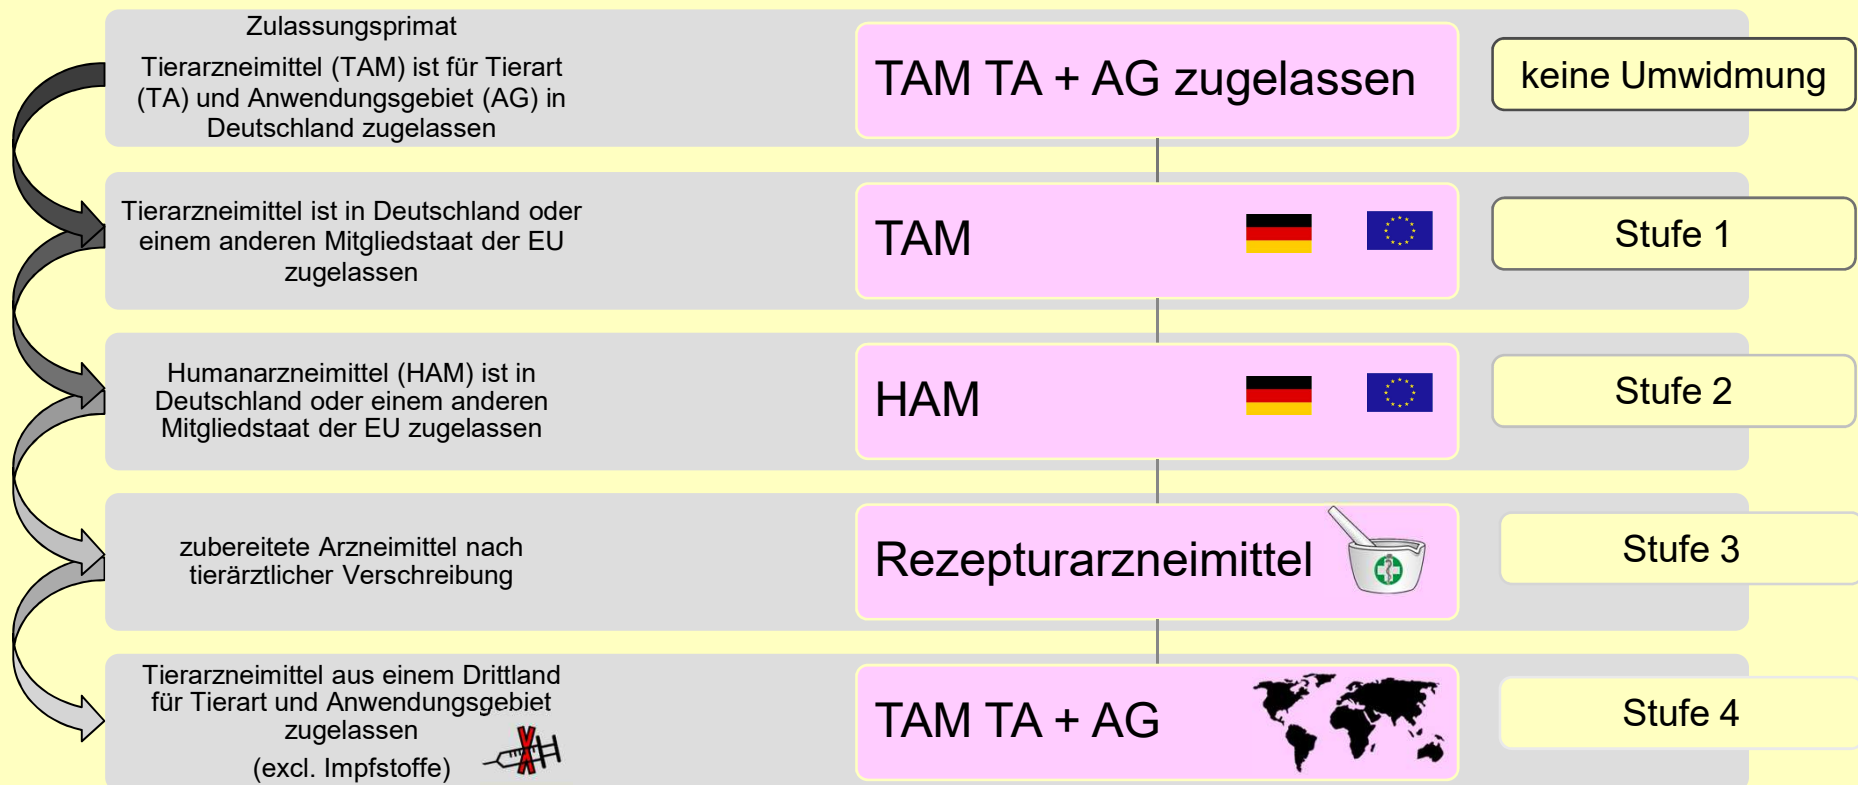 Zulassungsprimat
Tierarzneimittel (TAM) ist für Tierart
(TA) und Anwendungsgebiet (AG) in
Deutschland zugelassen
TAM TA + AG zugelassen
keine Umwidmung
Tierarzneimittel ist in Deutschland oder
einem anderen Mitgliedstaat der EU
zugelassen
TAM
Stufe 1
Humanarzneimittel (HAM) ist in
Deutschland oder einem anderen
Mitgliedstaat der EU zugelassen
HAM
Stufe 2
zubereitete Arzneimittel nach
tierärztlicher Verschreibung
Rezepturarzneimittel
Stufe 3
Tierarzneimittel aus einem Drittland
für Tierart und Anwendungsgebiet
zugelassen
(excl. Impfstoffe)
TAM TA + AG
Stufe 4